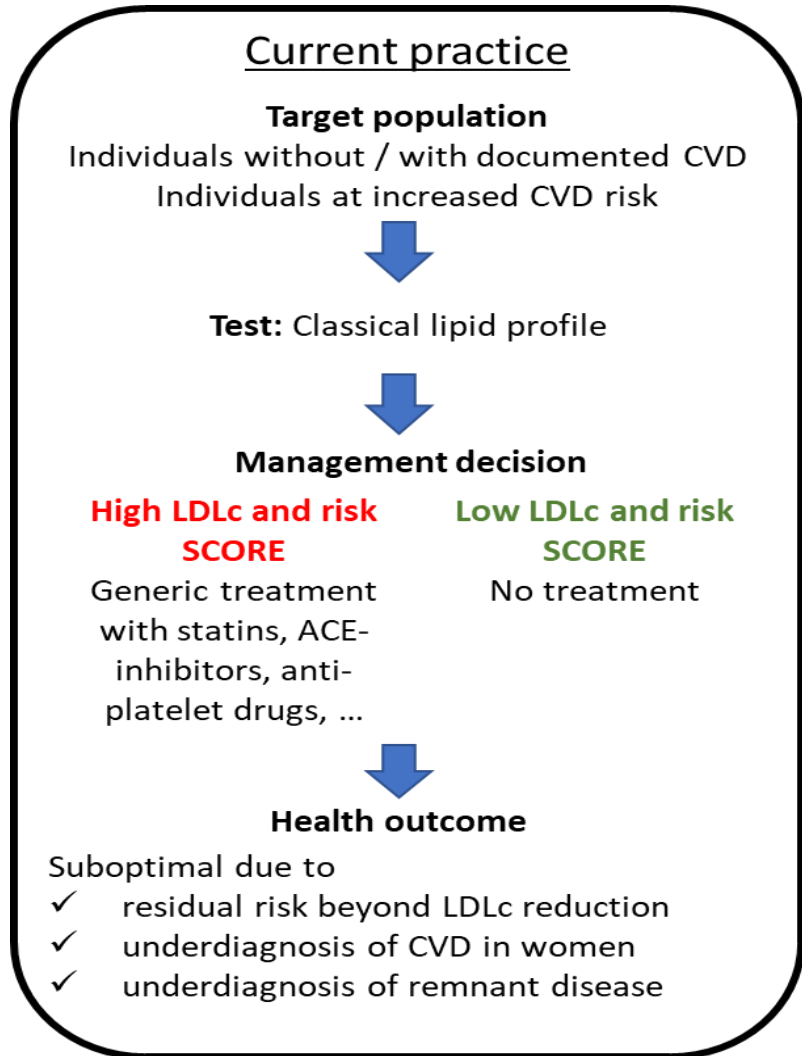 Current practice
Target population
Individuals without / with documented CVD
Individuals at increased CVD risk
Test: Classical lipid profile
Management decision
High LDLc and risk
SCORE
Generic treatment
with statins, ACE-
inhibitors, anti-
platelet drugs, ...
Low LDLc and risk
SCORE
No treatment
Health outcome
Suboptimal due to
✓ residual risk beyond LDLc reduction
✓ underdiagnosis of CVD in women
✓ underdiagnosis of remnant disease